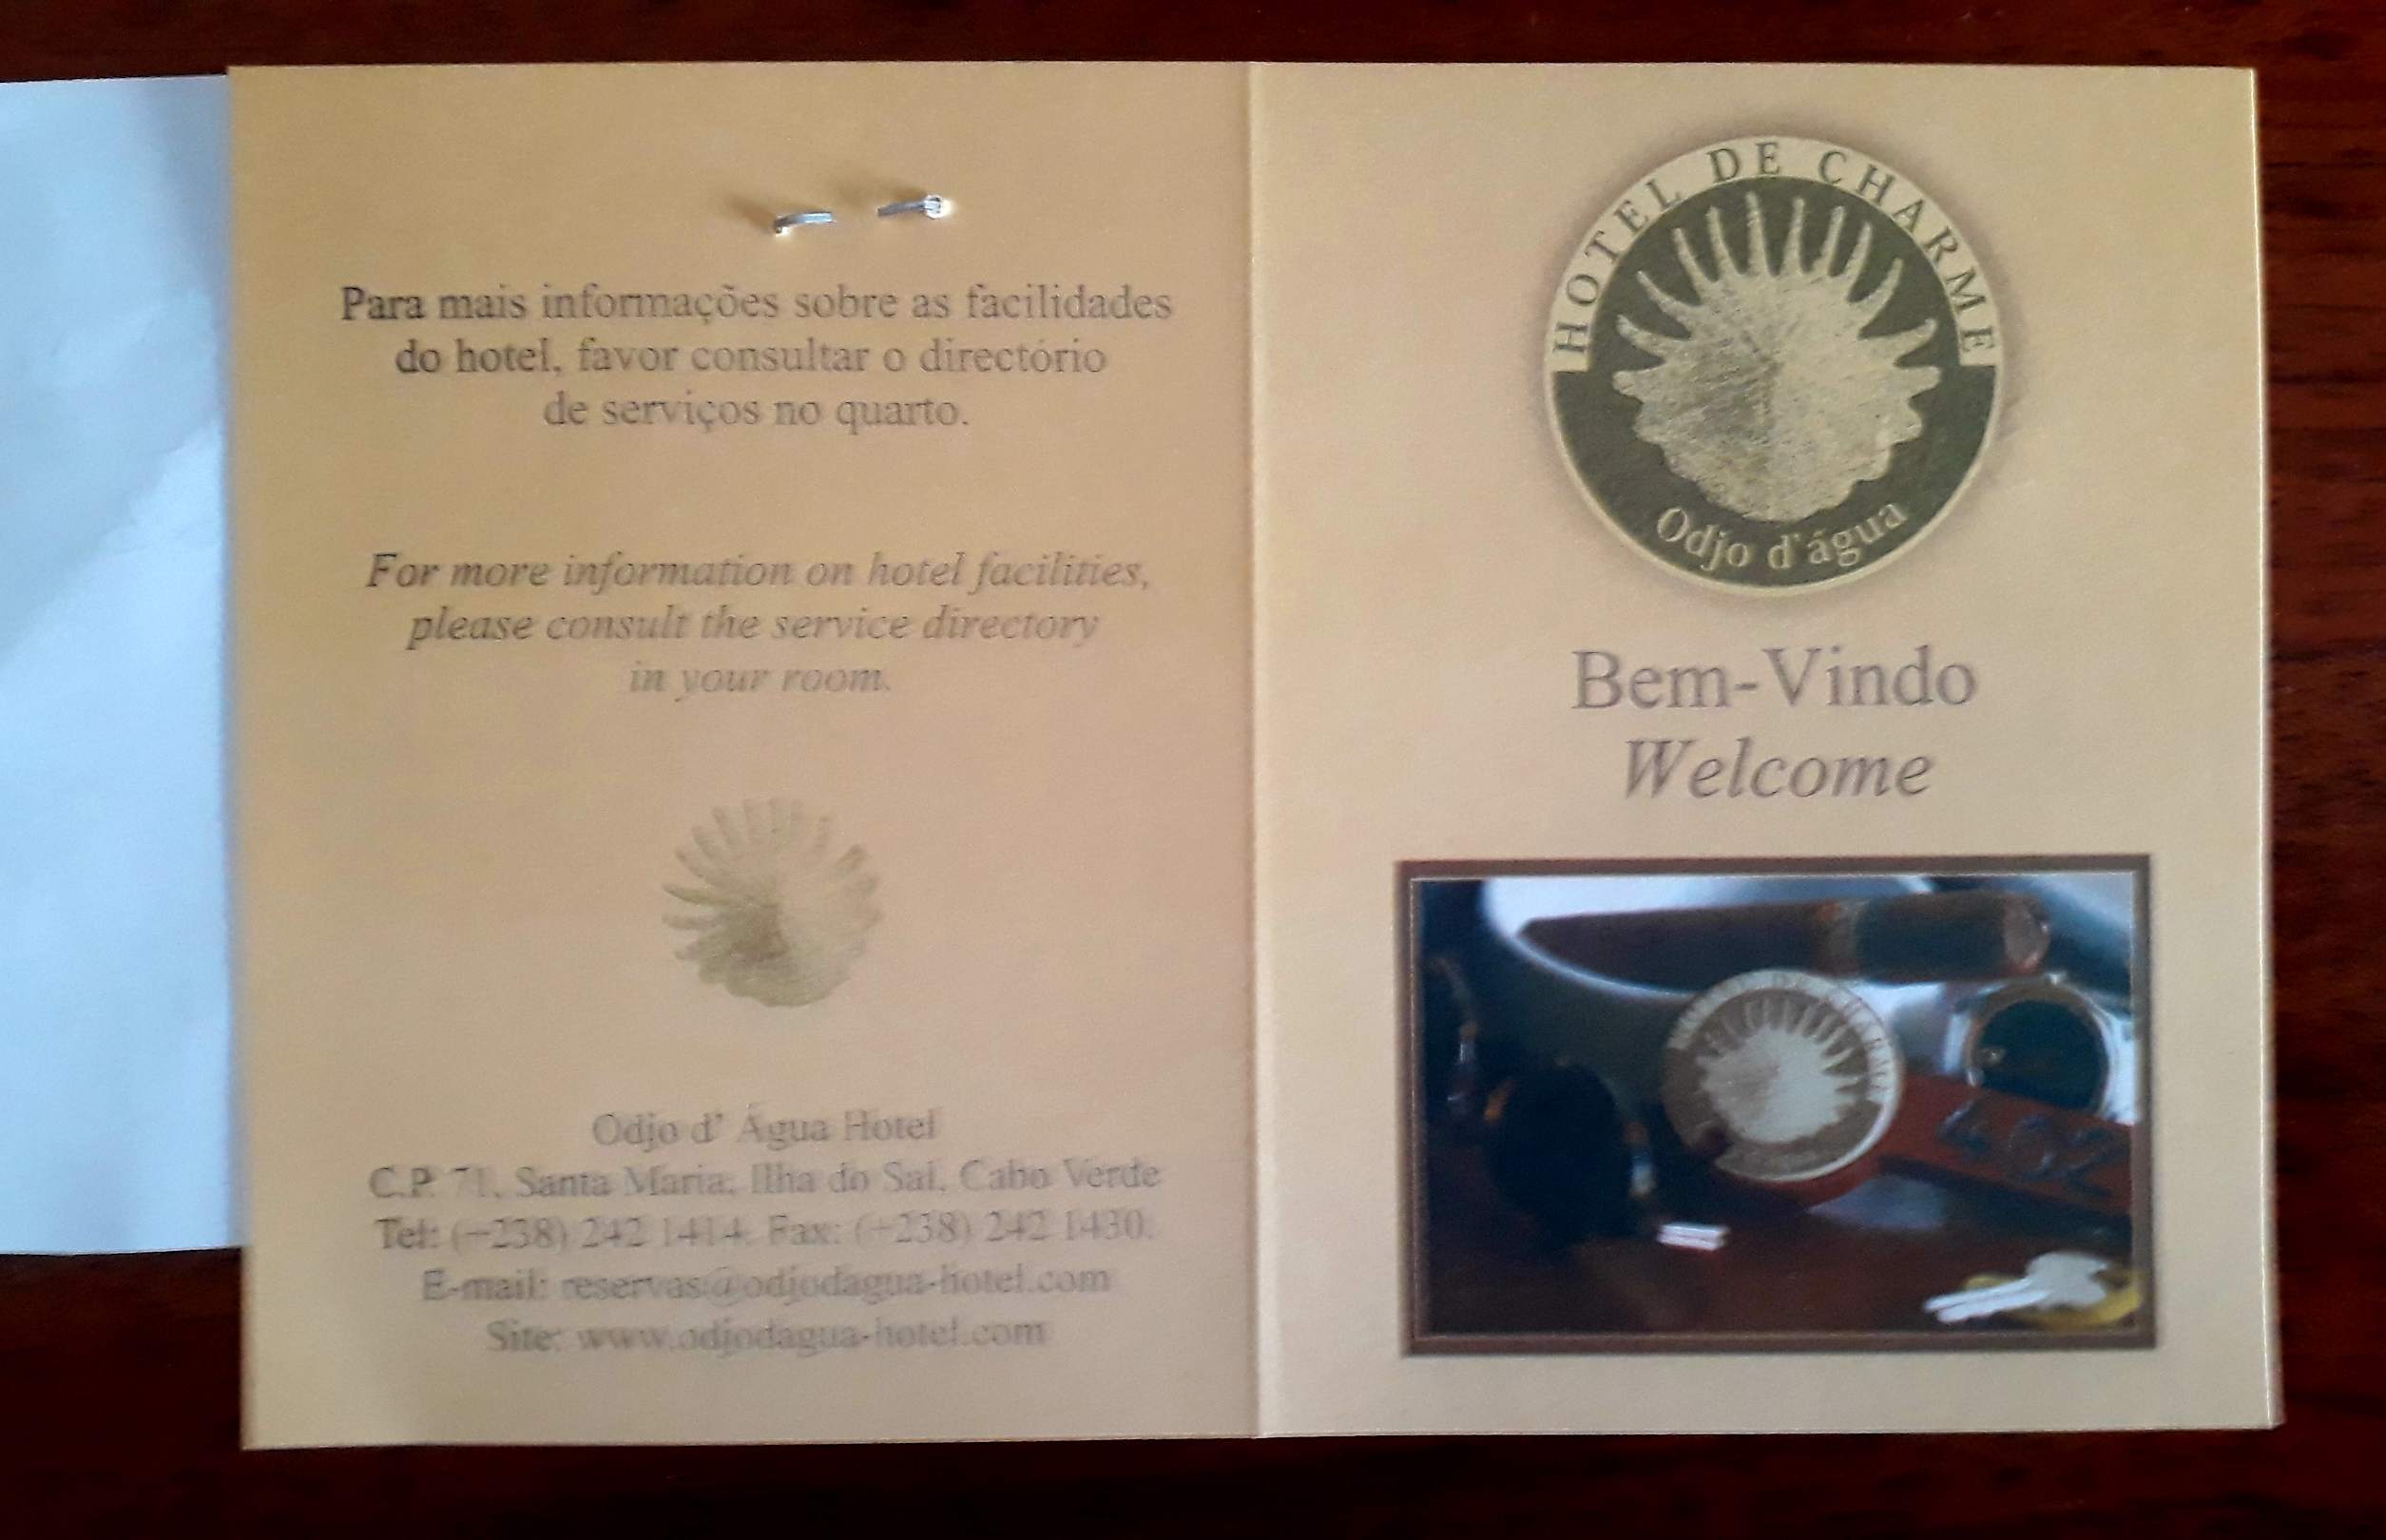 Para mais informações sobre as facilidades
do hotel, favor consultar o directório
de serviços no quarto.
For more information on hotel facilities,
please consult the service directory
in your room.
Odjo d' Água Hotel
C.P. 71, Santa Maria, Ilha do Sal, Cabo Verde
Tel: (+238) 242 1414. Fax: (+238) 242 1430.
E-mail: reservas@odjodagua-hotel.com
Site: www.odjodagua-hotel.com
HOTEL DE CHARME
Odjo d'água
Bem-Vindo
Welcome
402